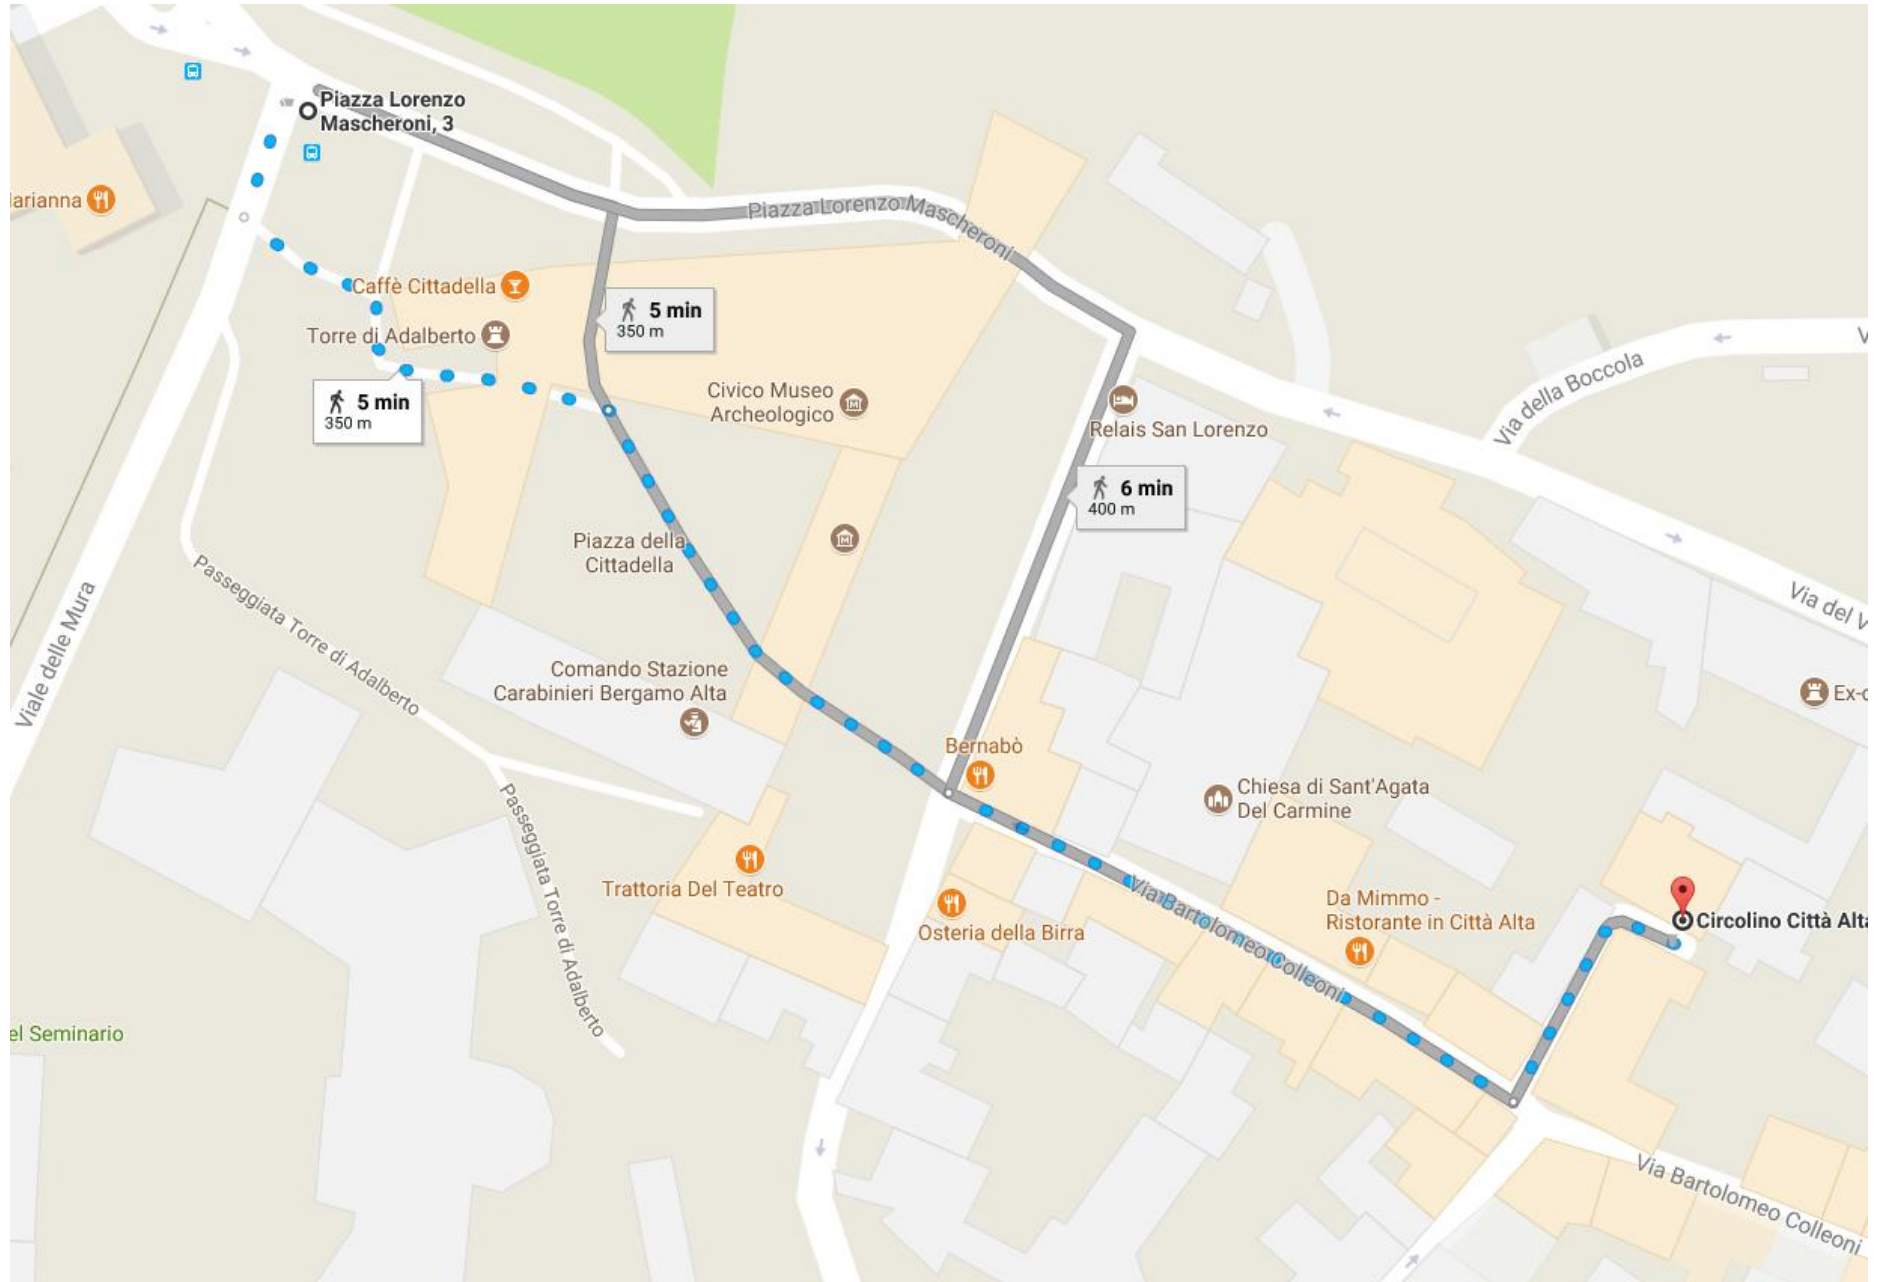 Piazza Lorenzo
Mascheroni, 3
arianna
Piazza Lorenzo Mascheroni
Caffè Cittadella
5 min
350 m
Torre di Adalberto
5 min
350 m
Civico Museo
Archeologico
Via della Boccola
Relais San Lorenzo
6 min
400 m
Piazza della
Cittadella
Viale delle Mura
Passeggiata Torre di Adalberto
Via del V
Comando Stazione
Carabinieri Bergamo Alta
Ex-c
Bernabò
Chiesa di Sant'Agata
Del Carmine
Passeggiata Torre di Adalberto
Trattoria Del Teatro
Osteria della Birra
Via Bartolomeo Colleoni
Da Mimmo -
Ristorante in Città Alta
Circolino Città Alta
el Seminario
Via Bartolomeo Colleoni